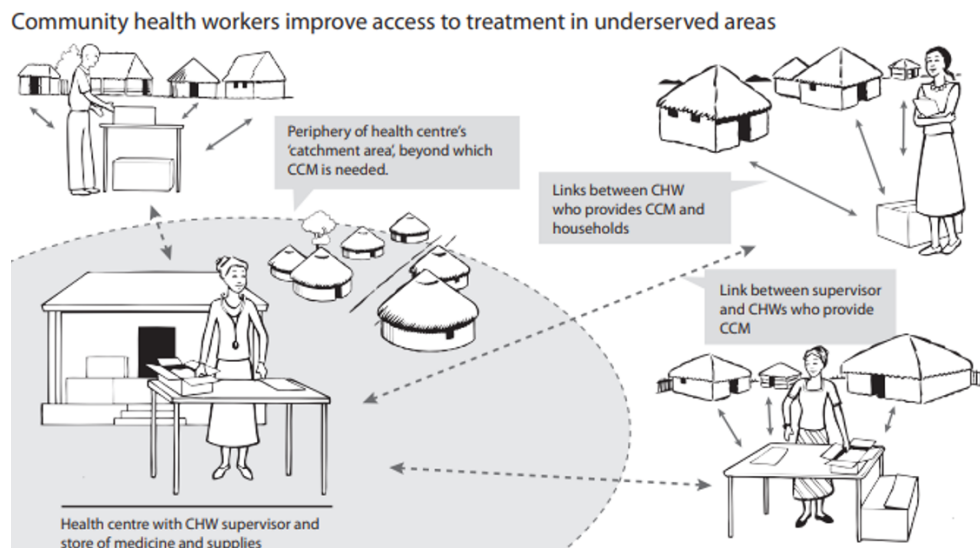 Community health workers improve access to treatment in underserved areas
Periphery of health centre's
'catchment area', beyond which
CCM is needed.
Links between CHW
who provides CCM and
households
Link between supervisor
and CHWs who provide
CCM
Health centre with CHW supervisor and
store of medicine and supplies